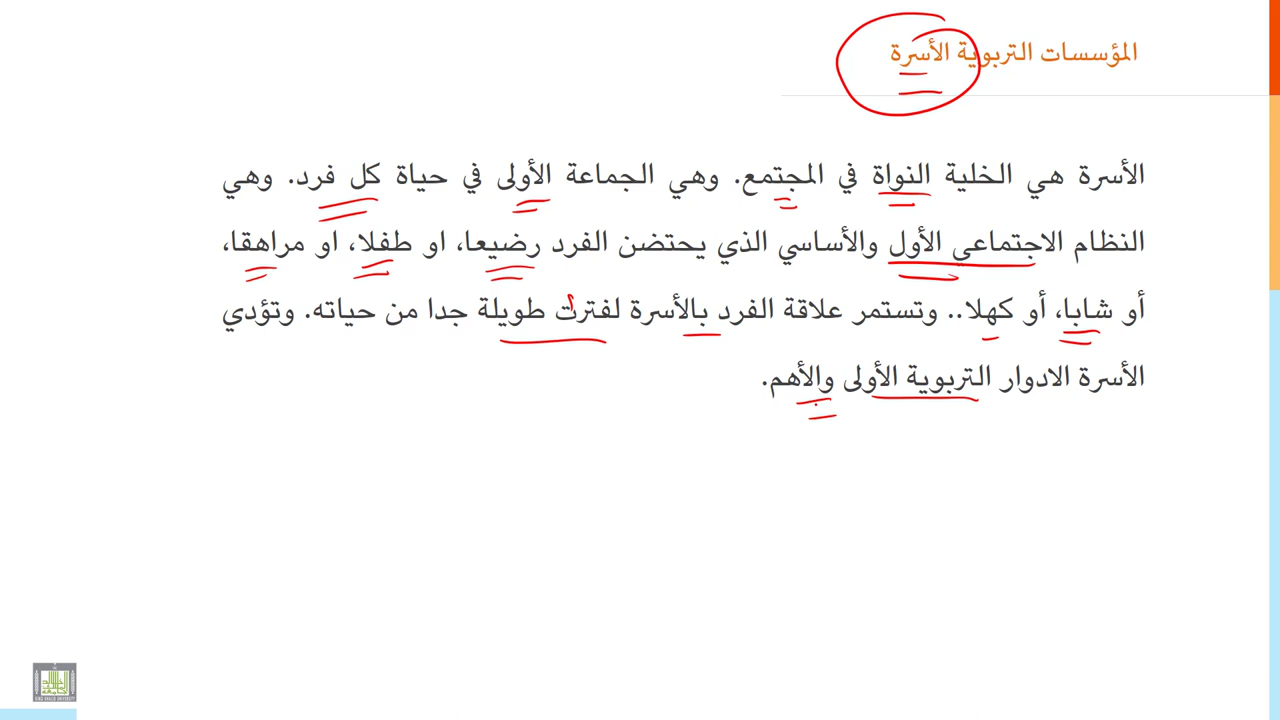 المؤسسات التربوية الأسرة
الأسرة هي الخلية النواة في المجتمع. وهي الجماعة الأولى في حياة كل فرد. وهي
النظام الاجتماعي الأول والأساسي الذي يحتضن الفرد رضيعا، او طفلا، او مراهقا،
أو شابا، أو كهلا.. وتستمر علاقة الفرد بالأسرة لفترت طويلة جدا من حياته. وتؤدي
الأسرة الادوار التربوية الأولى والأهم.